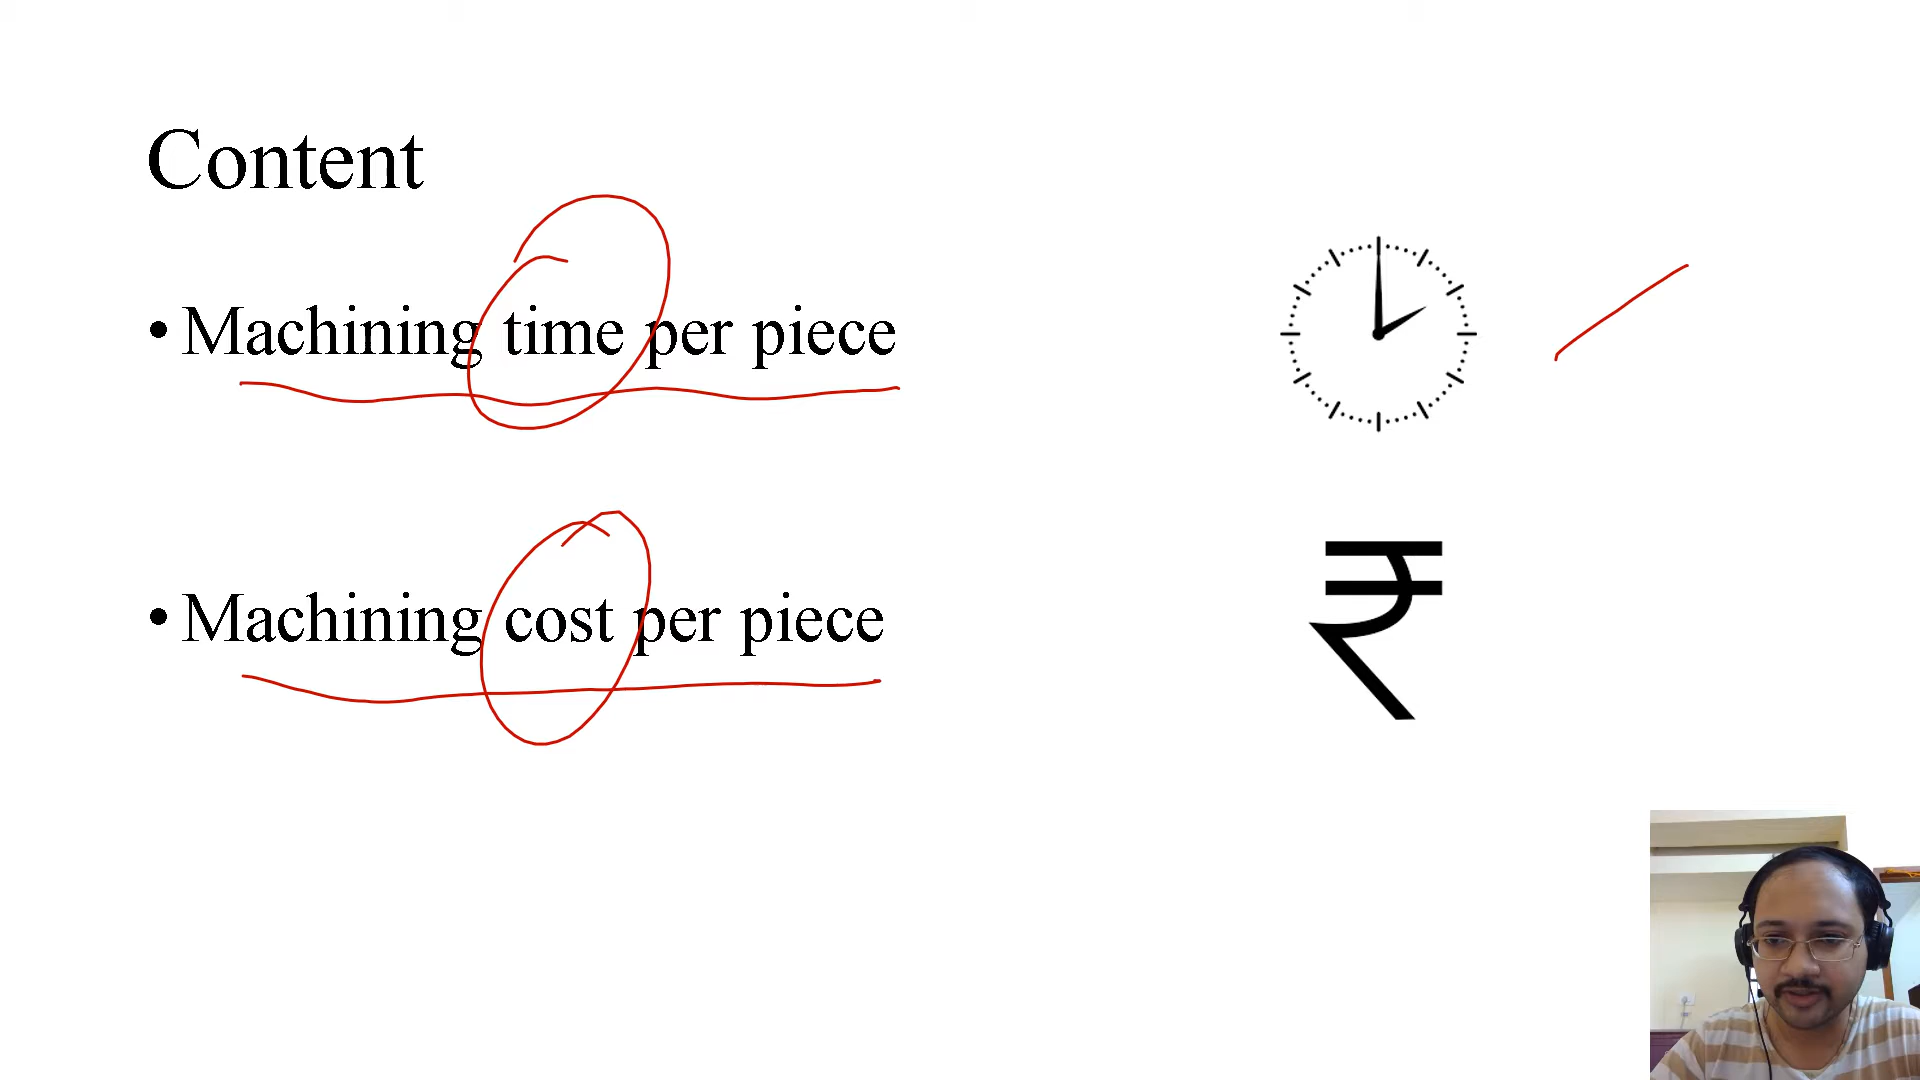 Content
• Machining time per piece
• Machining cost per piece
₹